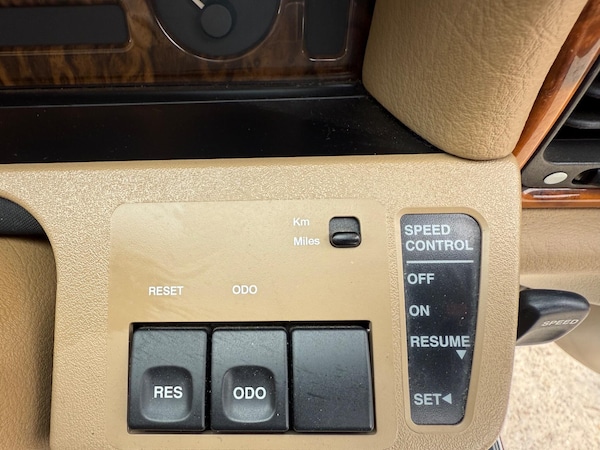 Km
Miles
RESET ODO
RES ODO
SPEED
CONTROL
OFF
ON
RESUME▼
SET◀
SPEED